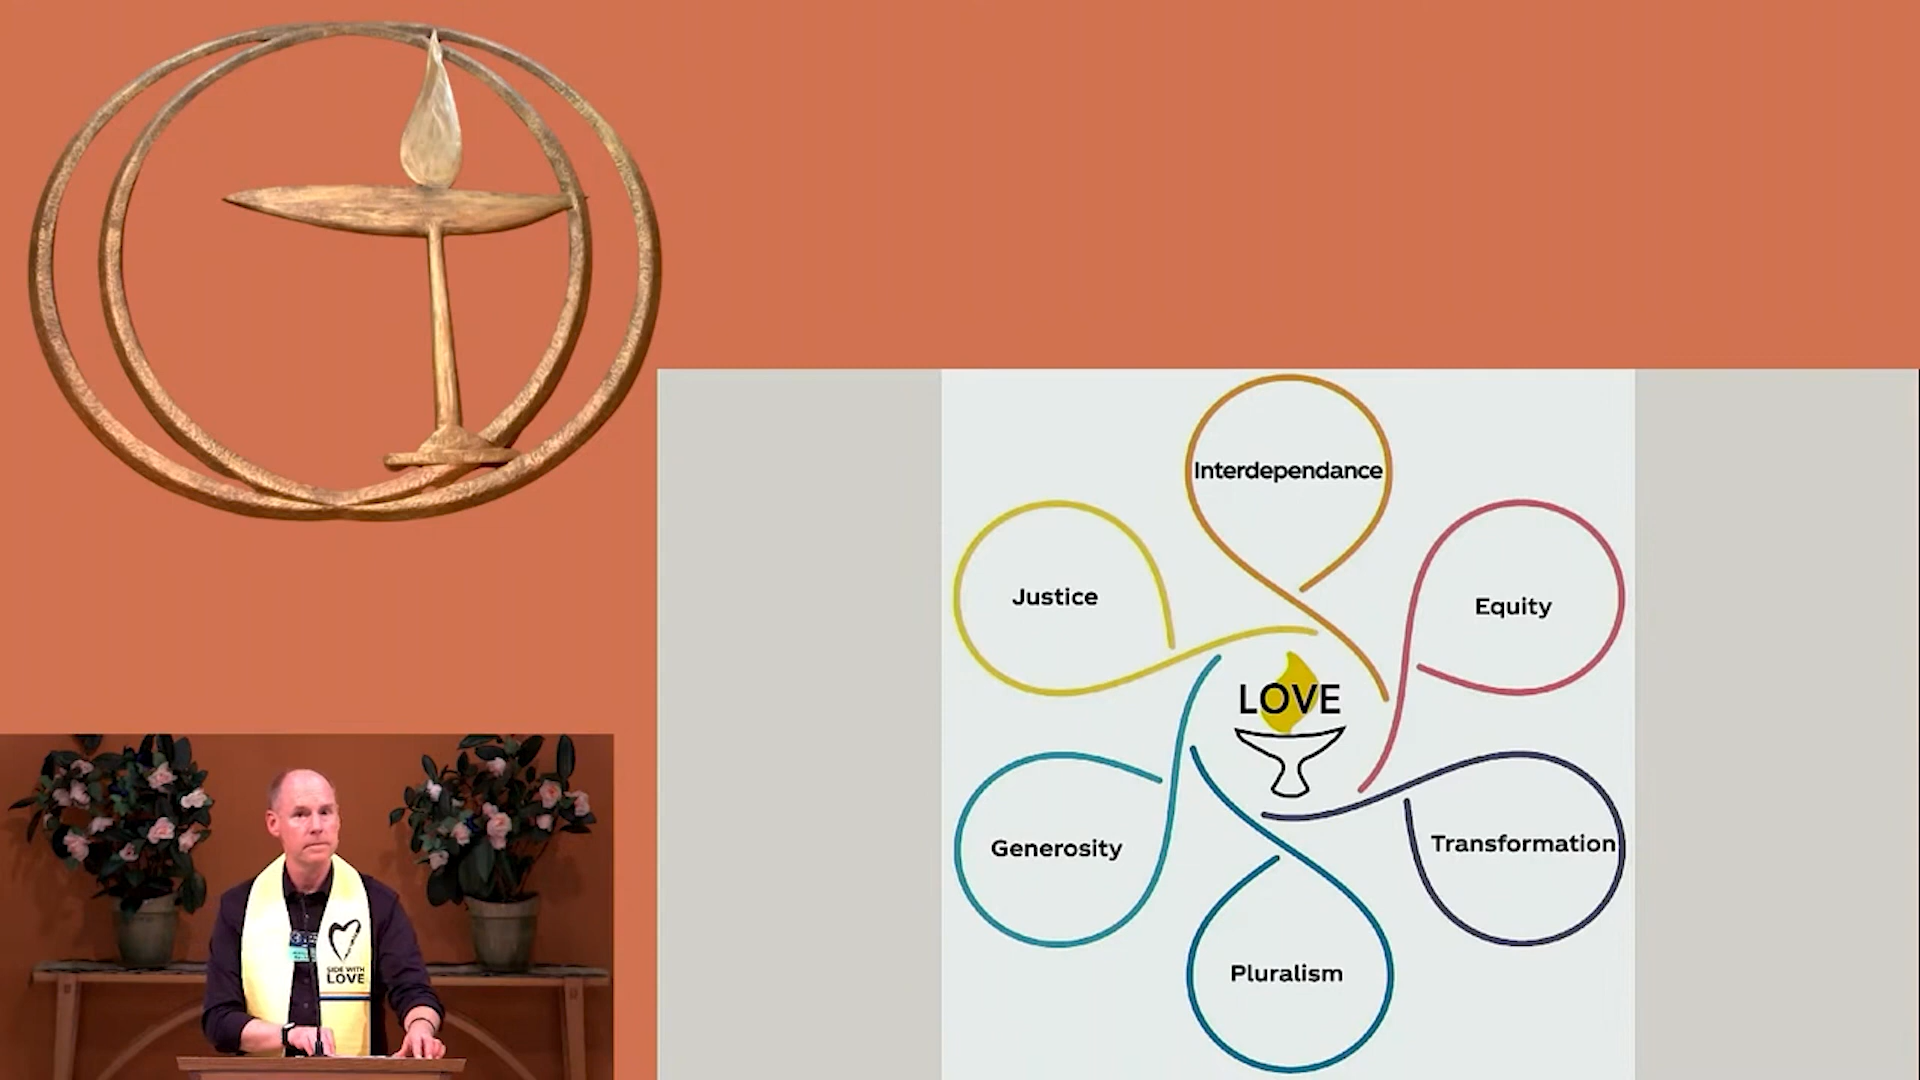 Interdependance
Justice
Equity
LOVE
Generosity
Transformation
Pluralism
SIDE WITH
LOVE